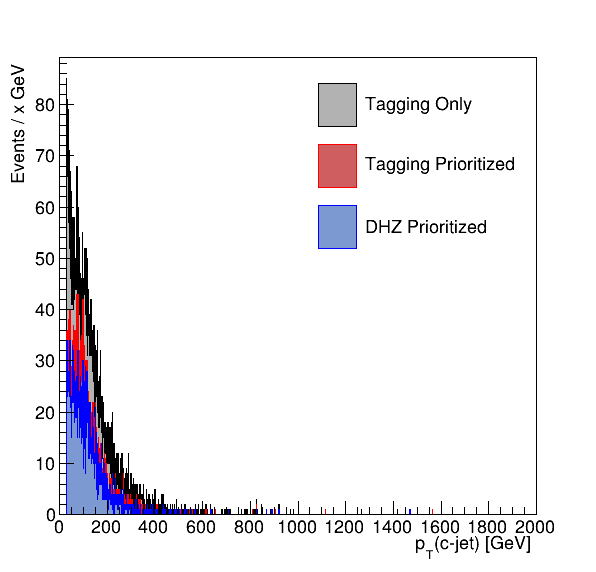 Events / x GeV
80
70
60
50
40
30
20
10
0
Tagging Only
Tagging Prioritized
DHZ Prioritized
0 200 400 600 800 1000 1200 1400 1600 1800 2000
p_T(c-jet) [GeV]